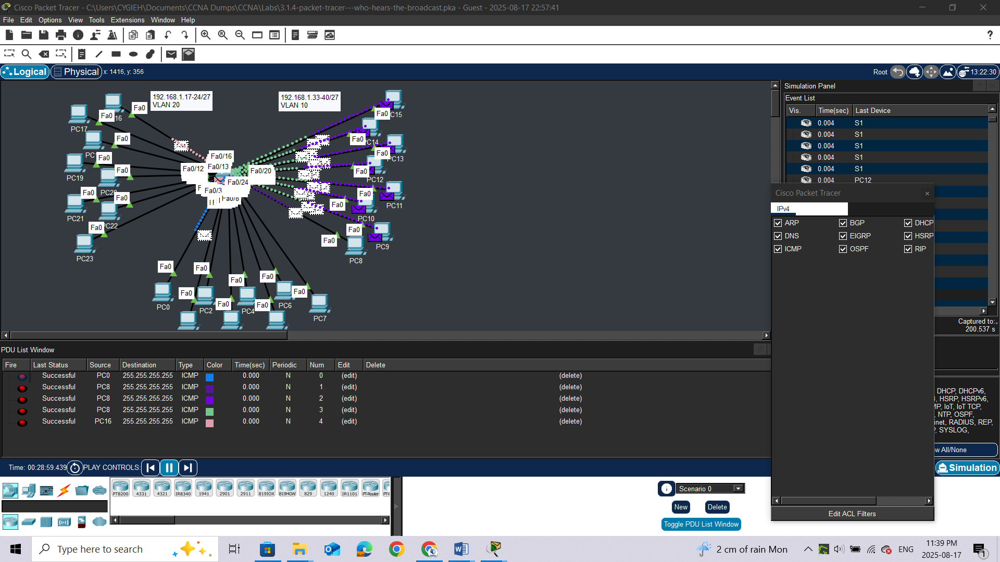 Cisco Packet Tracer - C:\Users\CYGIEH\Documents\CCNA Dumps\CCNA\Labs\3.1.4-packet-tracer---who-hears-the-broadcast.pka - Guest - 2025-08-17 22:57:41
File Edit Options View Tools Extensions Window Help
?
Logical Physical x: 1416, y: 356
Root 13:22:30
192.168.1.17-24/27
VLAN 20
192.168.1.33-40/27
VLAN 10
Fa0
16
Fa0
PC17
Fa0
Fa0
PC19
Fa0
PC20
Fa0
Fa0
PC21
Fa0
PC22
PC23
Fa0/16
Fa0/12
Fa0/13
Fa0/20
Fa0/24
Fa0/3
Fa0/8
Fa0
C15
Fa0
C14
Fa0
PC13
Fa0
PC12
Fa0
PC11
Fa0
PC10
Fa0
PC9
Fa0
PC8
Fa0
Fa0
Fa0
Fa0
Fa0
Fa0
Fa0
Fa0
PC0
PC2
PC4
PC6
PC7
Simulation Panel
Event List
Vis. Time(sec) Last Device
0.004 S1
0.004 S1
0.004 S1
0.004 S1
0.004 S1
0.004 PC12
Cisco Packet Tracer ×
IPv4
ARP BGP DHCP
DNS EIGRP HSRP
ICMP OSPF RIP
Edit ACL Filters
Captured to:
200.537 s
DHCP, DHCPv6,
HSRP, HSRPv6,
IoT, IoT TCP,
NTP, OSPF,
RADIUS, REP,
SYSLOG,
All/None
Simulation
PDU List Window
Fire Last Status Source Destination Type Color Time(sec) Periodic Num Edit Delete
Successful PC0 255.255.255.255 ICMP 0.000 N 0 (edit) (delete)
Successful PC8 255.255.255.255 ICMP 0.000 N 1 (edit) (delete)
Successful PC8 255.255.255.255 ICMP 0.000 N 2 (edit) (delete)
Successful PC8 255.255.255.255 ICMP 0.000 N 3 (edit) (delete)
Successful PC16 255.255.255.255 ICMP 0.000 N 4 (edit) (delete)
Time: 00:28:59.439 PLAY CONTROLS:
PT8200 4331 4321 IR8340 1941 2901 2911 819IOX 819HGW 829 1240 IR1101 PT-Router
Scenario 0
New Delete
Toggle PDU List Window
Type here to search
2 cm of rain Mon
ENG
11:39 PM
2025-08-17
1